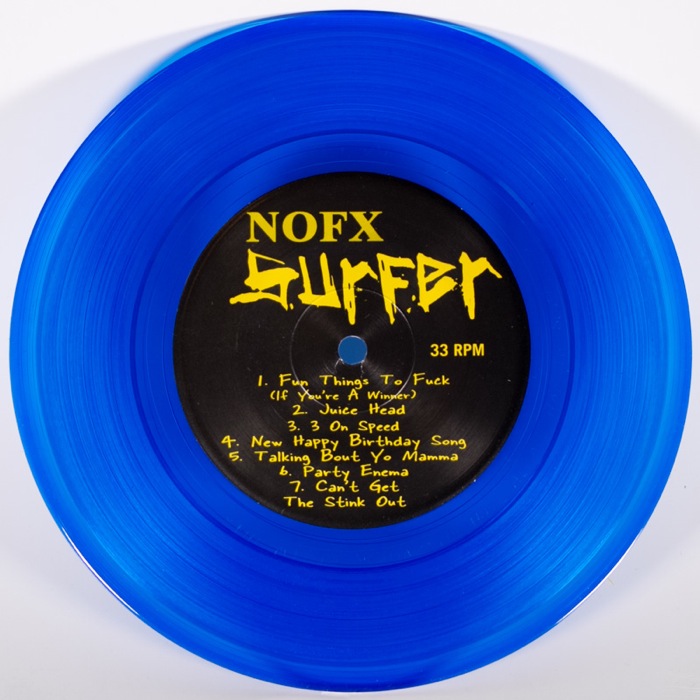 NOFX
Surfer
33 RPM
1. Fun Things To Fuck
(If You're A Winner)
2. Juice Head
3. 3 On Speed
4. New Happy Birthday Song
5. Talking Bout Yo Mamma
6. Party Enema
7. Can't Get
The Stink Out